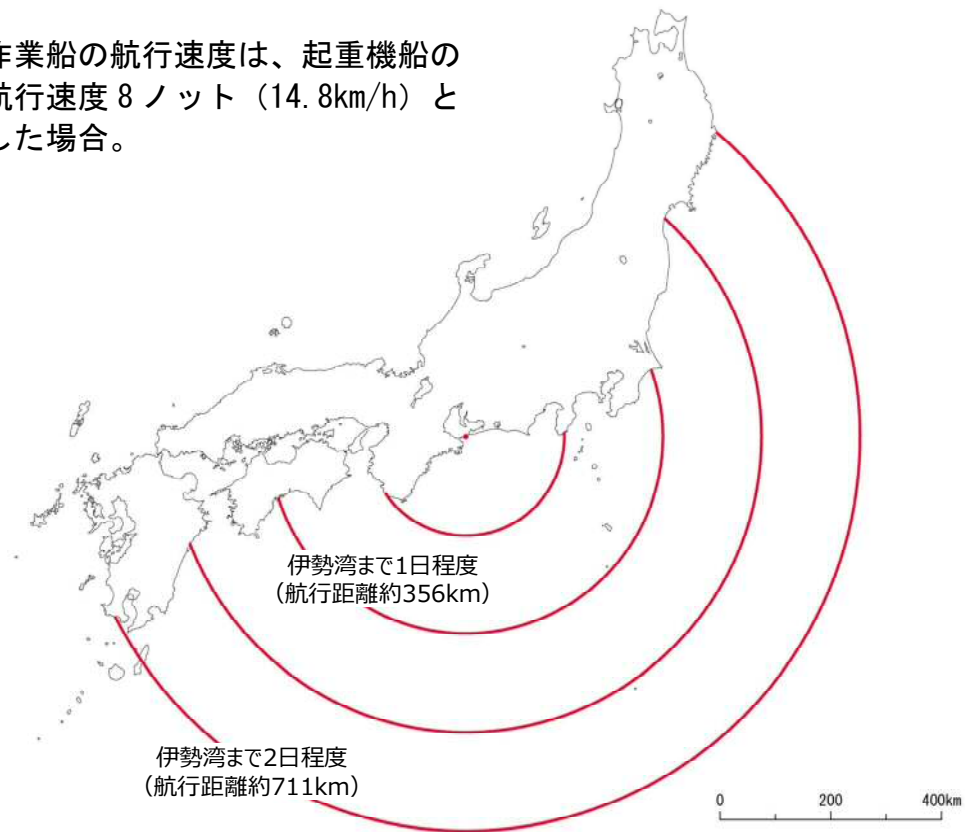 作業船の航行速度は、起重機船の
航行速度8ノット（14.8km/h）と
した場合。
伊勢湾まで1日程度
（航行距離約356km）
伊勢湾まで2日程度
（航行距離約711km）
0 200 400km